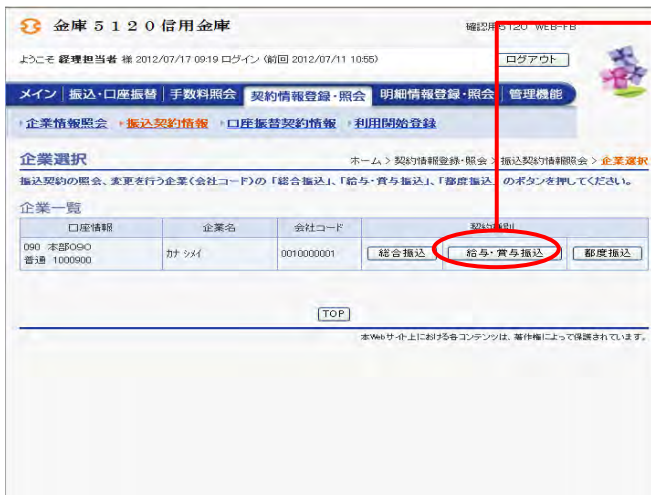 金庫５１２０信用金庫
確認用5120 WEB-FB
ようこそ 経理担当者 様 2012/07/17 09:19 ログイン (前回 2012/07/11 10:55)
ログアウト
メイン 振込・口座振替 手数料照会 契約情報登録・照会 明細情報登録・照会 管理機能
企業情報照会 振込契約情報 口座振替契約情報 利用開始登録
企業選択
ホーム > 契約情報登録・照会 > 振込契約情報照会 > 企業選択
振込契約の照会、変更を行う企業(会社コード)の「総合振込」、「給与・賞与振込」、「都度振込」のボタンを押してください。
企業一覧
口座情報 企業名 会社コード 契約種別
090 本部090
普通 1000900
カナ シメイ 0010000001 総合振込 給与・賞与振込 都度振込
TOP
本Webサイト上における各コンテンツは、著作権によって保護されています。